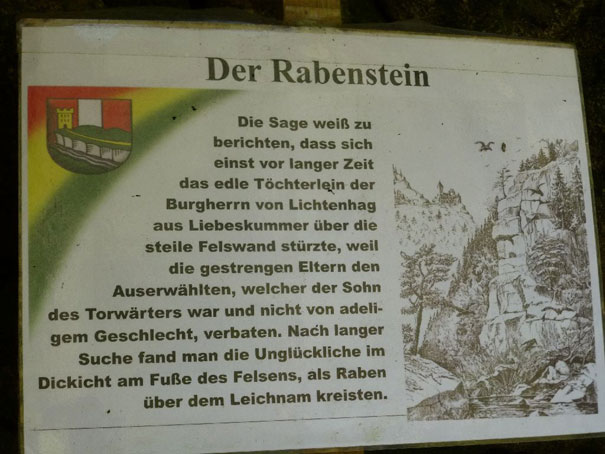 Der Rabenstein
Die Sage weiß zu
berichten, dass sich
einst vor langer Zeit
das edle Töchterlein der
Burgherrn von Lichtenhag
aus Liebeskummer über die
steile Felswand stürzte, weil
die gestrengen Eltern den
Auserwählten, welcher der Sohn
des Torwärters war und nicht von adeli-
gem Geschlecht, verbaten. Nach langer
Suche fand man die Unglückliche im
Dickicht am Fuße des Felsens, als Raben
über dem Leichnam kreisten.